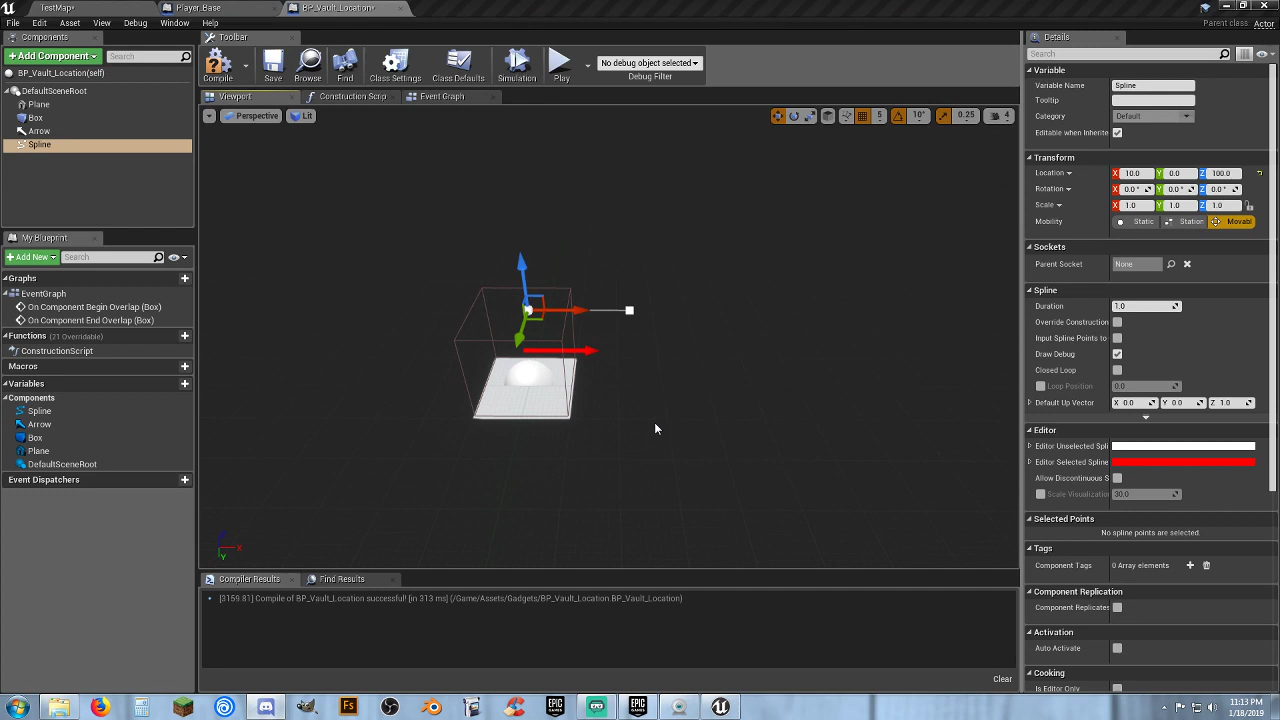 TestMap*
Player_Base
BP_Vault_Location*
File Edit Asset View Debug Window Help
Parent class: Actor
Components
Toolbar
Details
+ Add Component
Search
Compile
Save
Browse
Find
Class Settings
Class Defaults
Simulation
Play
No debug object selected
Debug Filter
Search
BP_Vault_Location(self)
DefaultSceneRoot
Plane
Box
Arrow
Spline
Viewport
Construction Scrip
Event Graph
Perspective
Lit
5
10°
0.25
4
Variable
Variable Name Spline
Tooltip
Category Default
Editable when Inherite
Transform
Location X 10.0 Y 0.0 Z 100.0
Rotation X 0.0 ° Y 0.0 ° Z 0.0 °
Scale X 1.0 Y 1.0 Z 1.0
Mobility Static Station Movabl
Sockets
Parent Socket None
Spline
Duration 1.0
Override Construction
Input Spline Points to
Draw Debug
Closed Loop
Loop Position 0.0
Default Up Vector X 0.0 Y 0.0 Z 1.0
Editor
Editor Unselected Spli
Editor Selected Spline
Allow Discontinuous S
Scale Visualization 30.0
Selected Points
No spline points are selected.
Tags
Component Tags 0 Array elements
Component Replication
Component Replicates
Activation
Auto Activate
Cooking
Is Editor Only
My Blueprint
+ Add New
Search
Graphs
EventGraph
On Component Begin Overlap (Box)
On Component End Overlap (Box)
Functions (21 Overridable)
ConstructionScript
Macros
Variables
Components
Spline
Arrow
Box
Plane
DefaultSceneRoot
Event Dispatchers
Z
X
Y
Compiler Results
Find Results
[3159.81] Compile of BP_Vault_Location successful! [in 313 ms] (/Game/Assets/Gadgets/BP_Vault_Location.BP_Vault_Location)
Clear
Fs
EPIC GAMES
EPIC GAMES
11:13 PM
1/18/2019